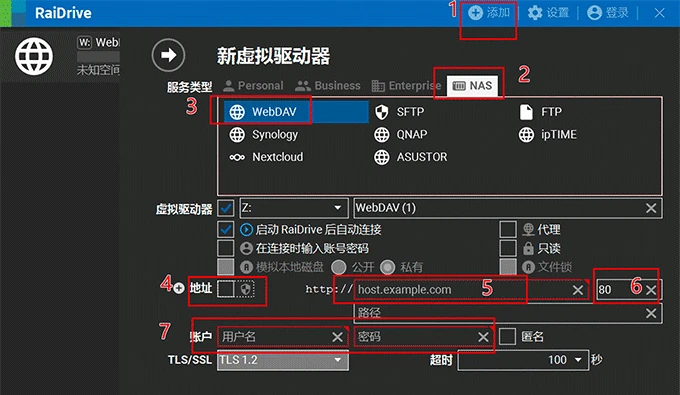 RaiDrive
1
添加
设置
登录
W:
未知空间
新虚拟驱动器
2
服务类型
Personal
Business
Enterprise
NAS
3
WebDAV
SFTP
FTP
Synology
QNAP
ipTIME
Nextcloud
ASUSTOR
虚拟驱动器
Z:
WebDAV (1)
启动 RaiDrive 后自动连接
代理
在连接时输入账号密码
只读
模拟本地磁盘
公开
私有
文件锁
4
地址
http://
host.example.com
5
80
6
路径
7
账户
用户名
密码
匿名
TLS/SSL
TLS 1.2
超时
100
秒